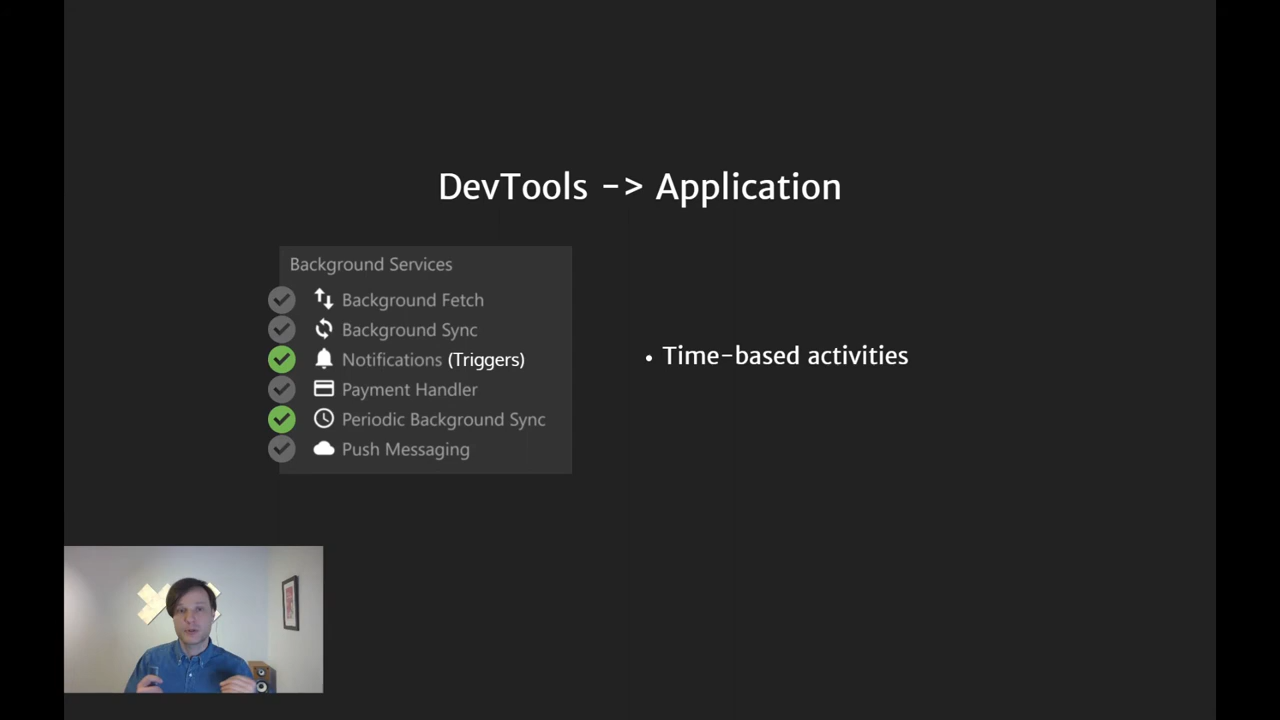 DevTools -> Application
Background Services
Background Fetch
Background Sync
Notifications (Triggers)
Payment Handler
Periodic Background Sync
Push Messaging
• Time-based activities